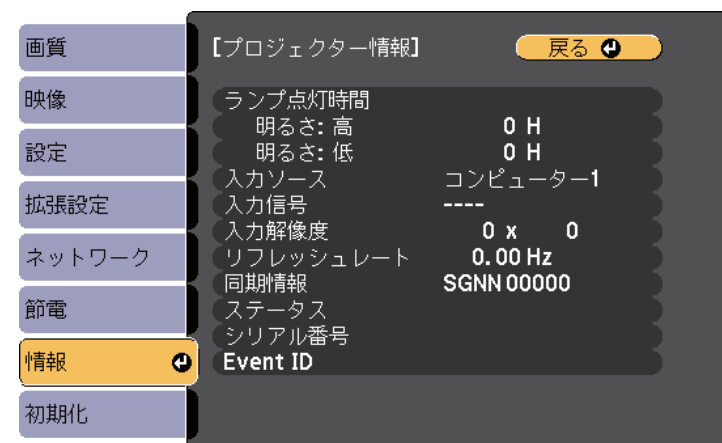 画質
映像
設定
拡張設定
ネットワーク
節電
情報
初期化
【プロジェクター情報】 戻る
ランプ点灯時間
明るさ: 高 0 H
明るさ: 低 0 H
入力ソース コンピューター1
入力信号 ----
入力解像度 0 x 0
リフレッシュレート 0.00 Hz
同期情報 SGNN 00000
ステータス
シリアル番号
Event ID